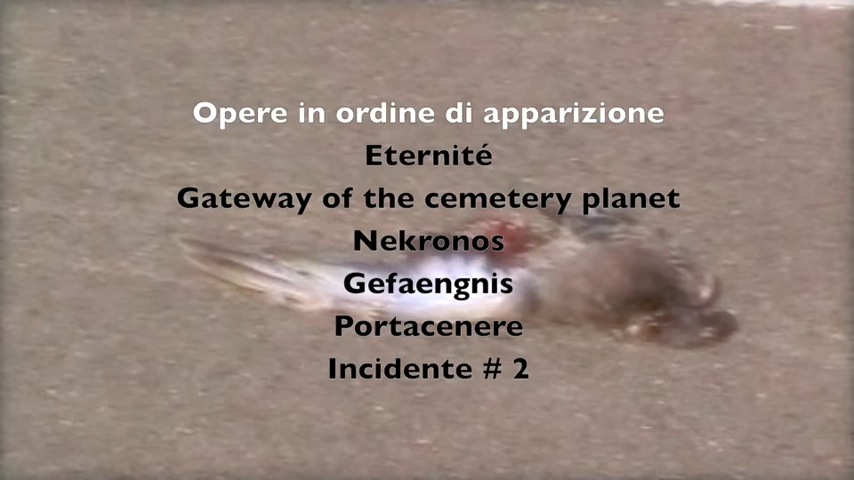 Opere in ordine di apparizione
Eternité
Gateway of the cemetery planet
Nekronos
Gefaengnis
Portacenere
Incidente # 2